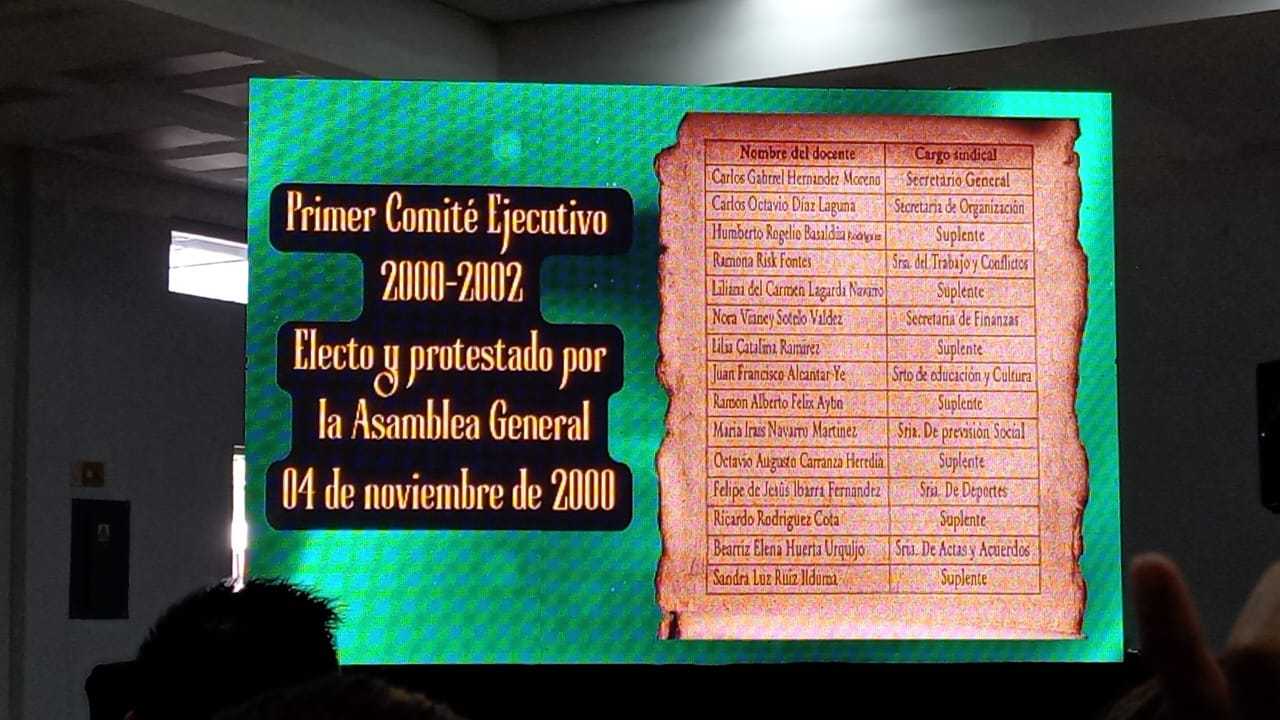 Primer Comité Ejecutivo
2000-2002
Electo y protestado por
la Asamblea General
04 de noviembre de 2000
Nombre del docente Cargo sindical
Carlos Gabriel Hernandez Moreno Secretario General
Carlos Octavio Díaz Laguna Secretaria de Organización
Humberto Rogelio Basaldúa Rodriguez Suplente
Ramona Risk Fontes Sria. del Trabajo y Conflictos
Liliana del Carmen Lagarda Navarro Suplente
Nora Vianey Sotelo Valdez Secretaria de Finanzas
Lilia Catalina Ramirez Suplente
Juan Francisco Alcantar Ye Srto de educación y Cultura
Ramon Alberto Felix Suplente
Maria Irais Navarro Martinez Sria. De previsión Social
Octavio Augusto Carranza Heredia Suplente
Felipe de Jesús Ibarra Fernandez Sria. De Deportes
Ricardo Rodriguez Cota Suplente
Beatriz Elena Huerta Urquijo Sria. De Actas y Acuerdos
Sandra Luz Ruiz Suplente